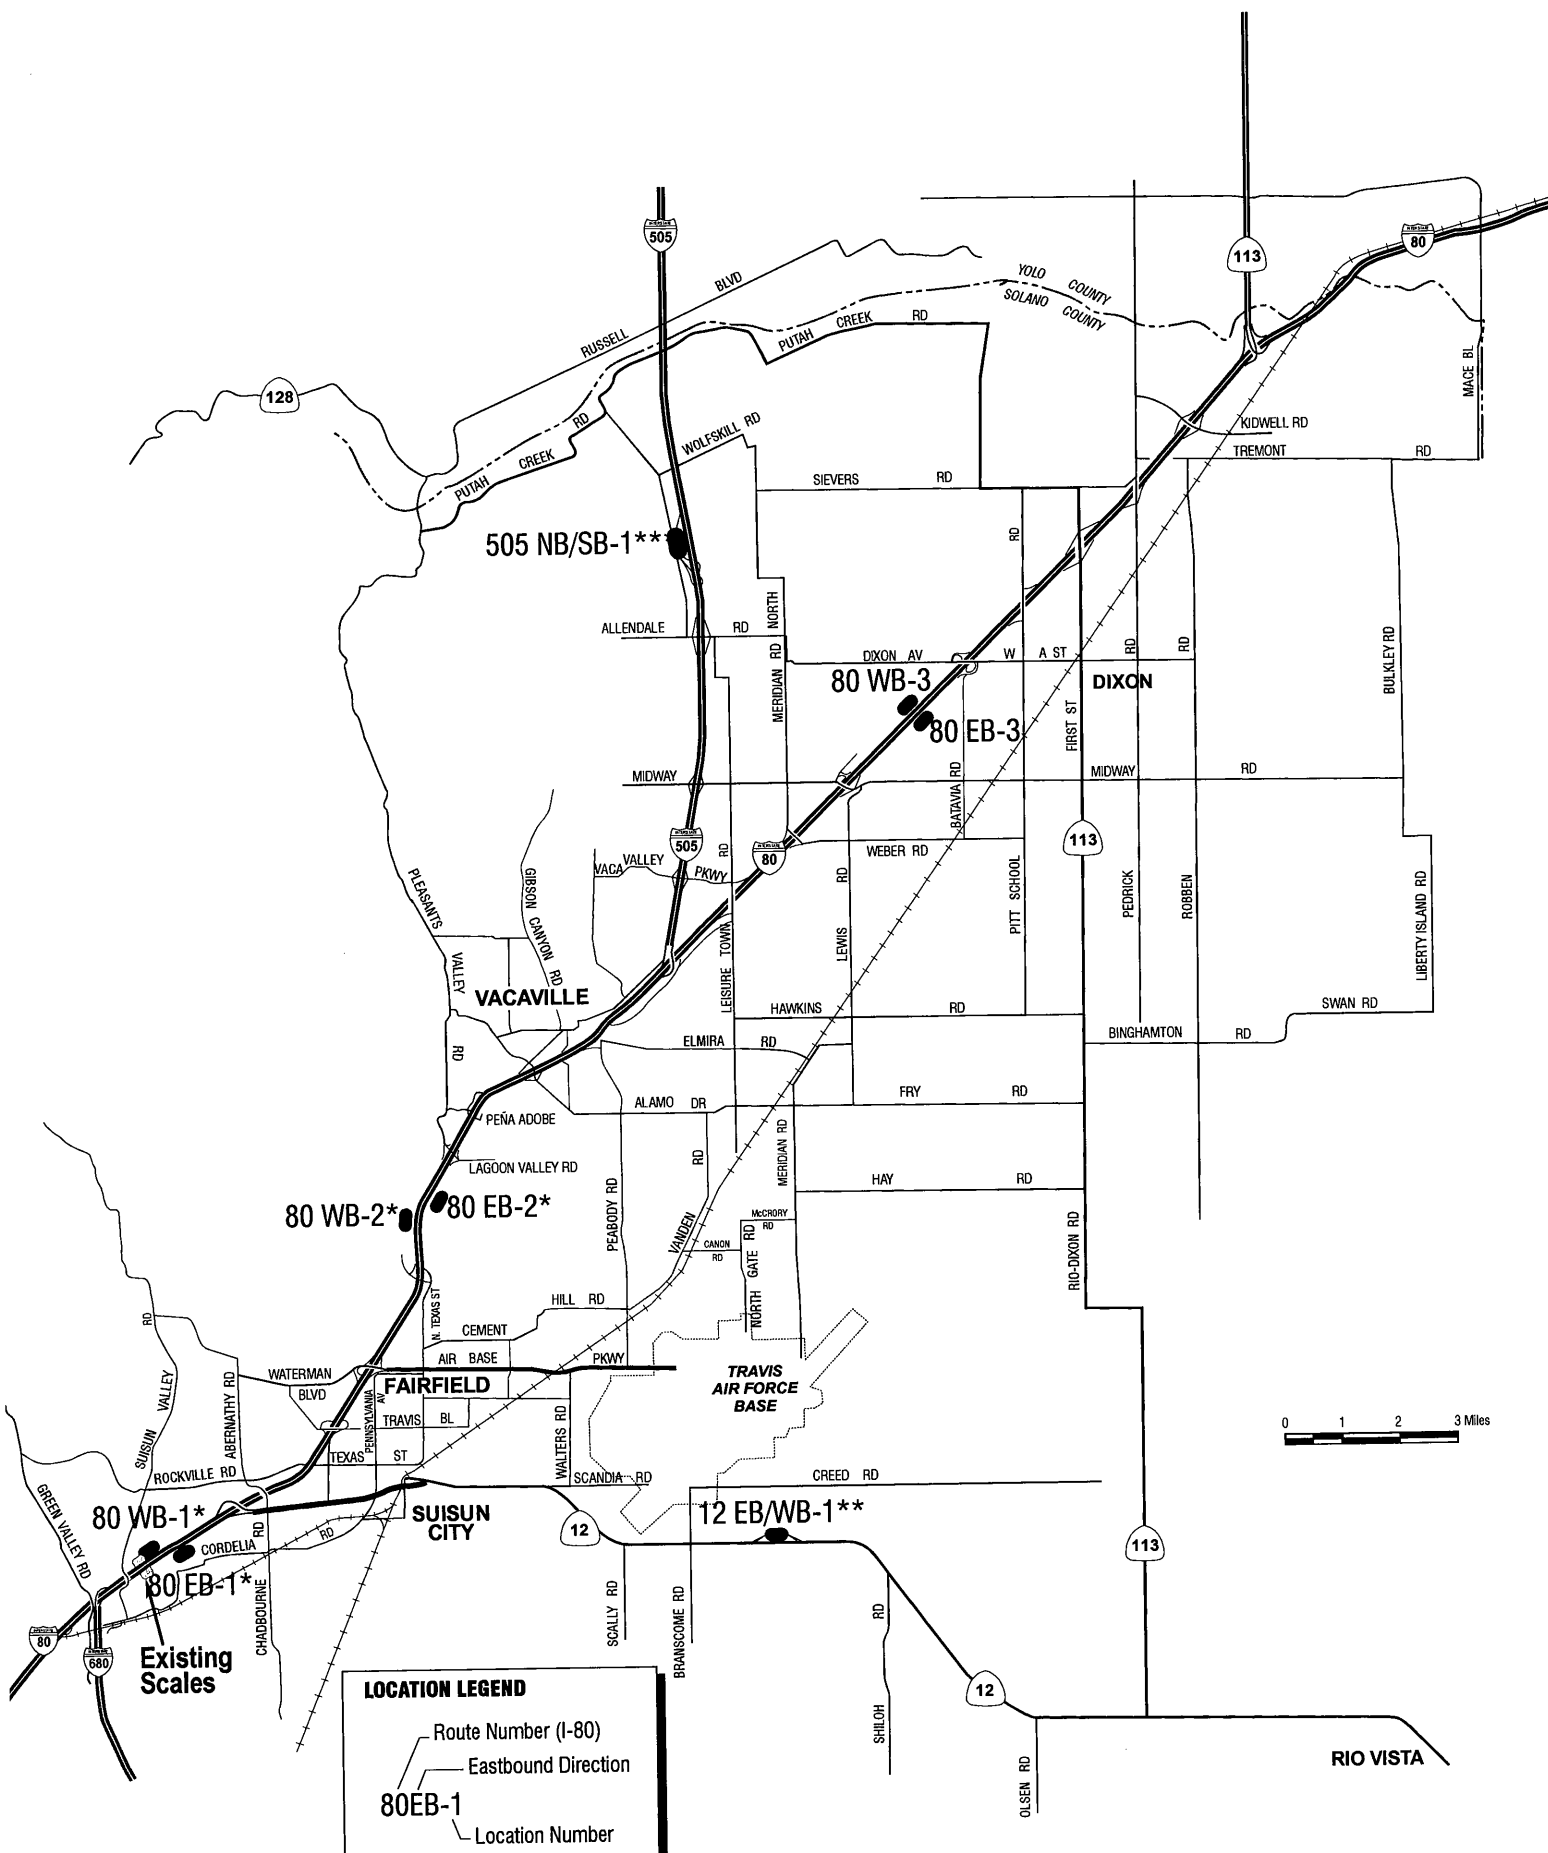 505
113
INTERSTATE
80
YOLO COUNTY
SOLANO COUNTY
RUSSELL BLVD
PUTAH CREEK RD
128
MACE BL
PUTAH CREEK RD
WOLFSKILL RD
KIDWELL RD
TREMONT RD
SIEVERS RD
505 NB/SB-1***
RD
ALLENDALE RD
MERIDIAN RD NORTH
DIXON AV
W A ST
RD
RD
BULKLEY RD
80 WB-3
DIXON
80 EB-3
FIRST ST
MIDWAY
MIDWAY RD
BATAVIA RD
INTERSTATE
505
INTERSTATE
80
113
WEBER RD
VACA VALLEY PKWY
PLEASANTS VALLEY RD
GIBSON CANYON RD
LEISURE TOWN RD
LEWIS RD
PITT SCHOOL
PEDRICK
ROBBEN
LIBERTY ISLAND RD
VACAVILLE
HAWKINS RD
SWAN RD
BINGHAMTON RD
ELMIRA RD
ALAMO DR
FRY RD
PEÑA ADOBE
LAGOON VALLEY RD
MERIDIAN RD
HAY RD
80 WB-2*
80 EB-2*
PEABODY RD
VANDEN RD
McCRORY RD
CANON RD
NORTH GATE RD
RIO-DIXON RD
N. TEXAS ST
HILL RD
CEMENT
AIR BASE PKWY
WATERMAN BLVD
FAIRFIELD
TRAVIS
AIR FORCE
BASE
SUISUN VALLEY RD
ABERNATHY RD
PENNSYLVANIA AV
TRAVIS BL
TEXAS ST
WALTERS RD
0 1 2 3 Miles
ROCKVILLE RD
SCANDIA RD
CREED RD
GREEN VALLEY RD
80 WB-1*
SUISUN
CITY
12 EB/WB-1**
12
113
CORDELIA RD
80 EB-1*
CHADBOURNE RD
SCALLY RD
BRANSCOME RD
SHILOH RD
80
680
Existing
Scales
12
OLSEN RD
RIO VISTA
LOCATION LEGEND
Route Number (I-80)
Eastbound Direction
80EB-1
Location Number